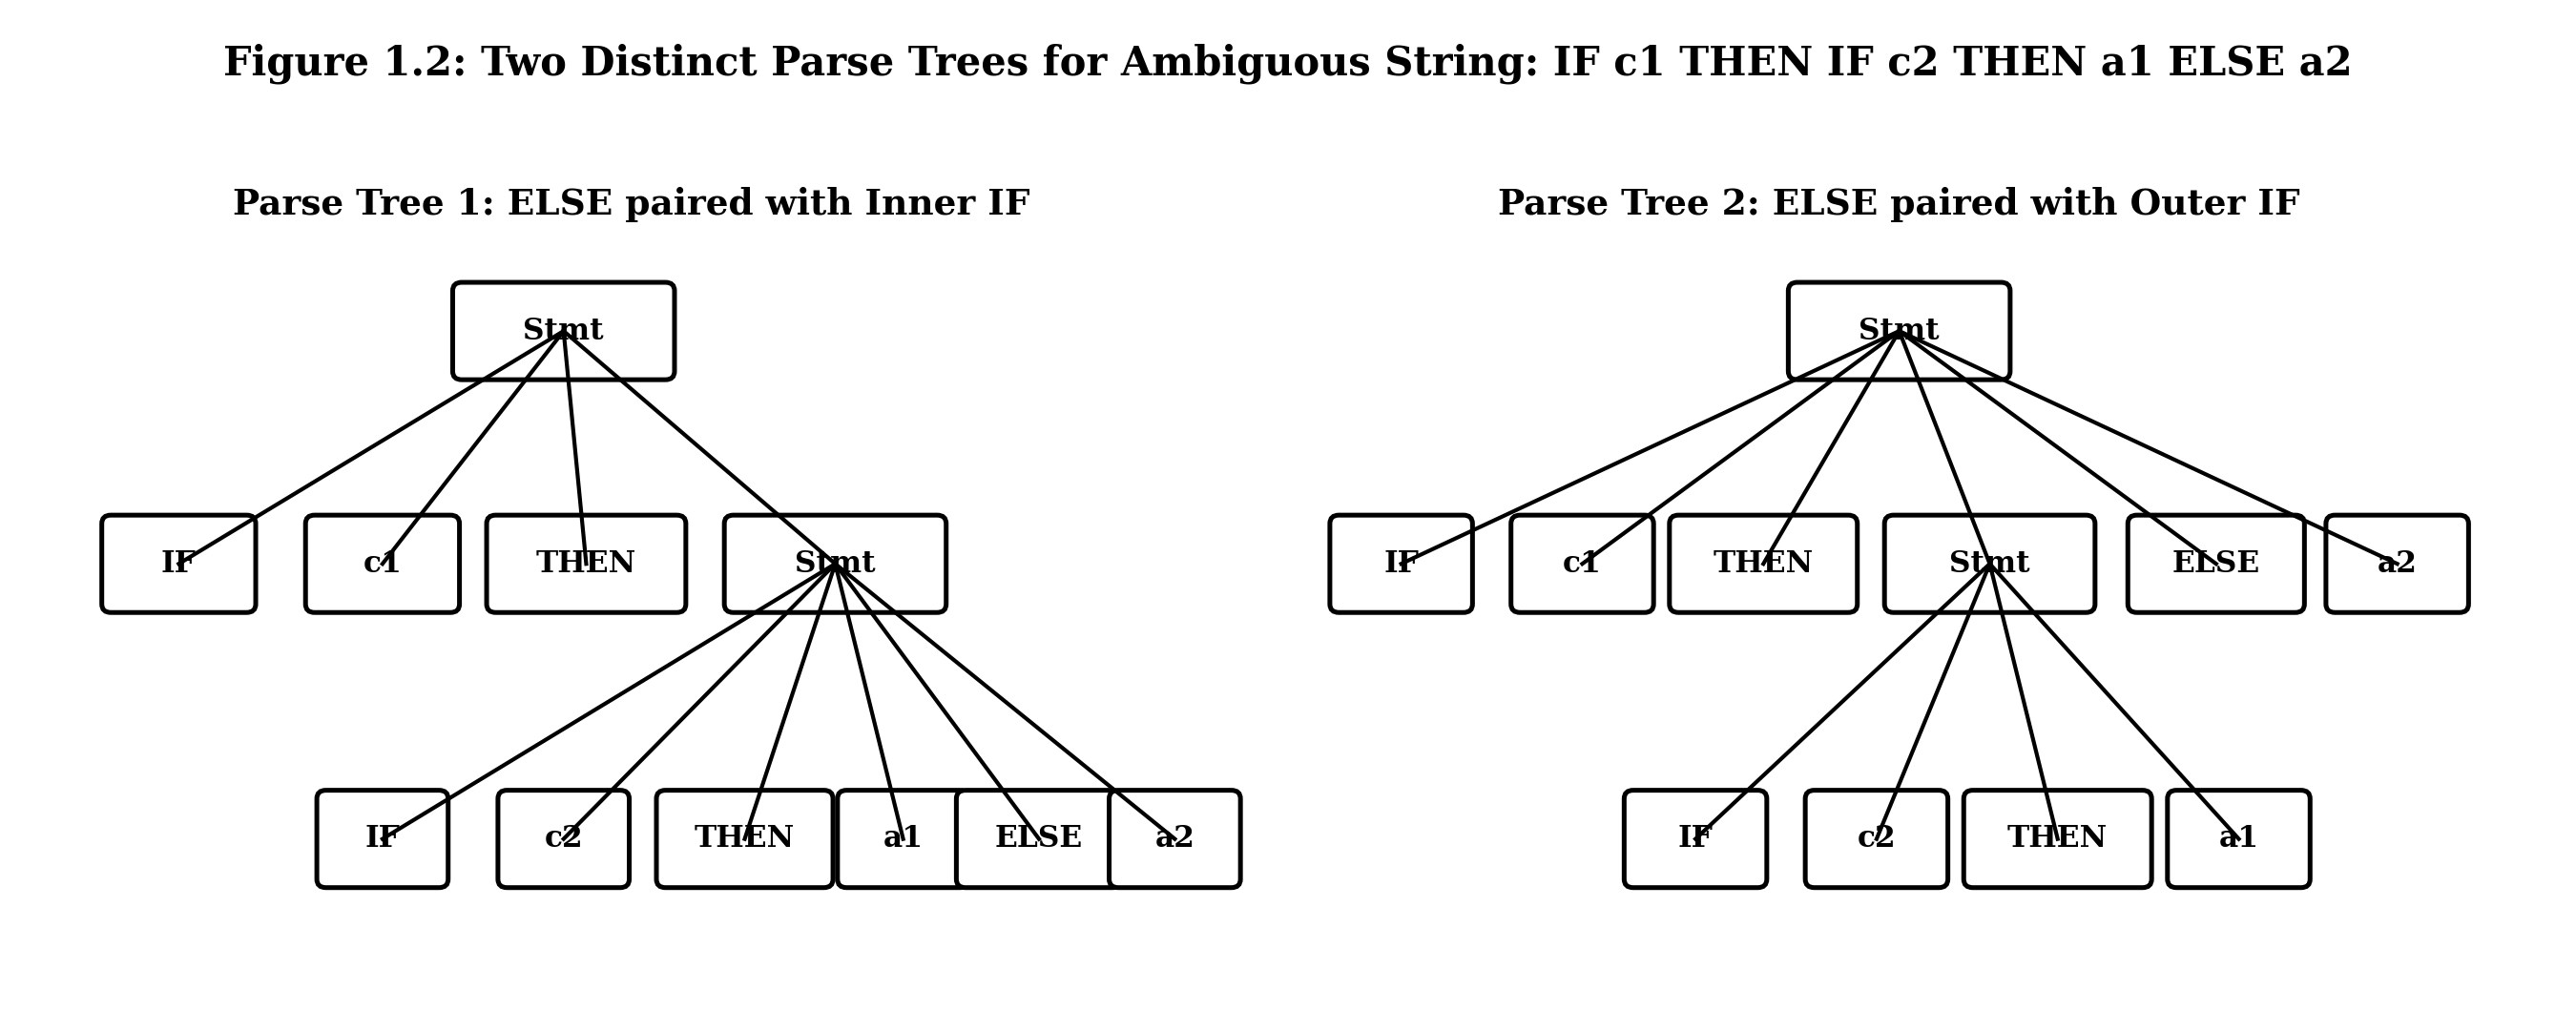 Figure 1.2: Two Distinct Parse Trees for Ambiguous String: IF c1 THEN IF c2 THEN a1 ELSE a2
Parse Tree 1: ELSE paired with Inner IF
Stmt
IF c1 THEN Stmt
IF c2 THEN a1 ELSE a2
Parse Tree 2: ELSE paired with Outer IF
Stmt
IF c1 THEN Stmt ELSE a2
IF c2 THEN a1